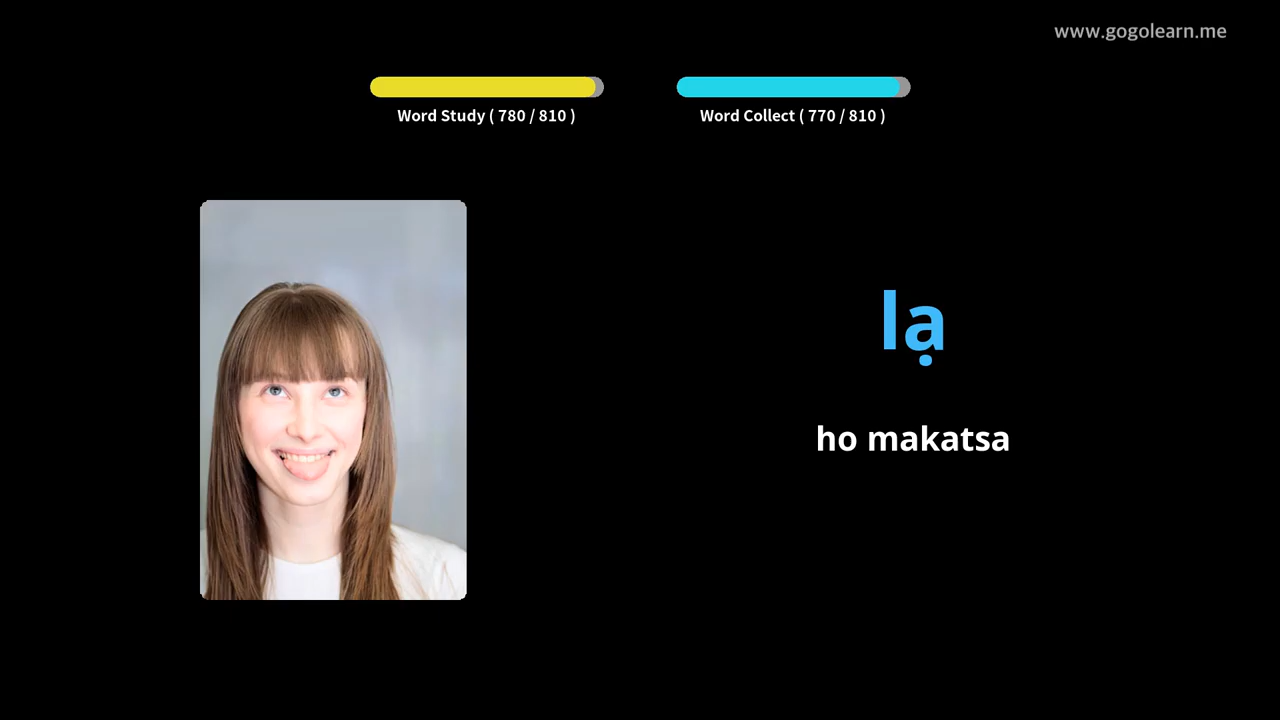 www.gogolearn.me
Word Study ( 780 / 810 )
Word Collect ( 770 / 810 )
lạ
ho makatsa